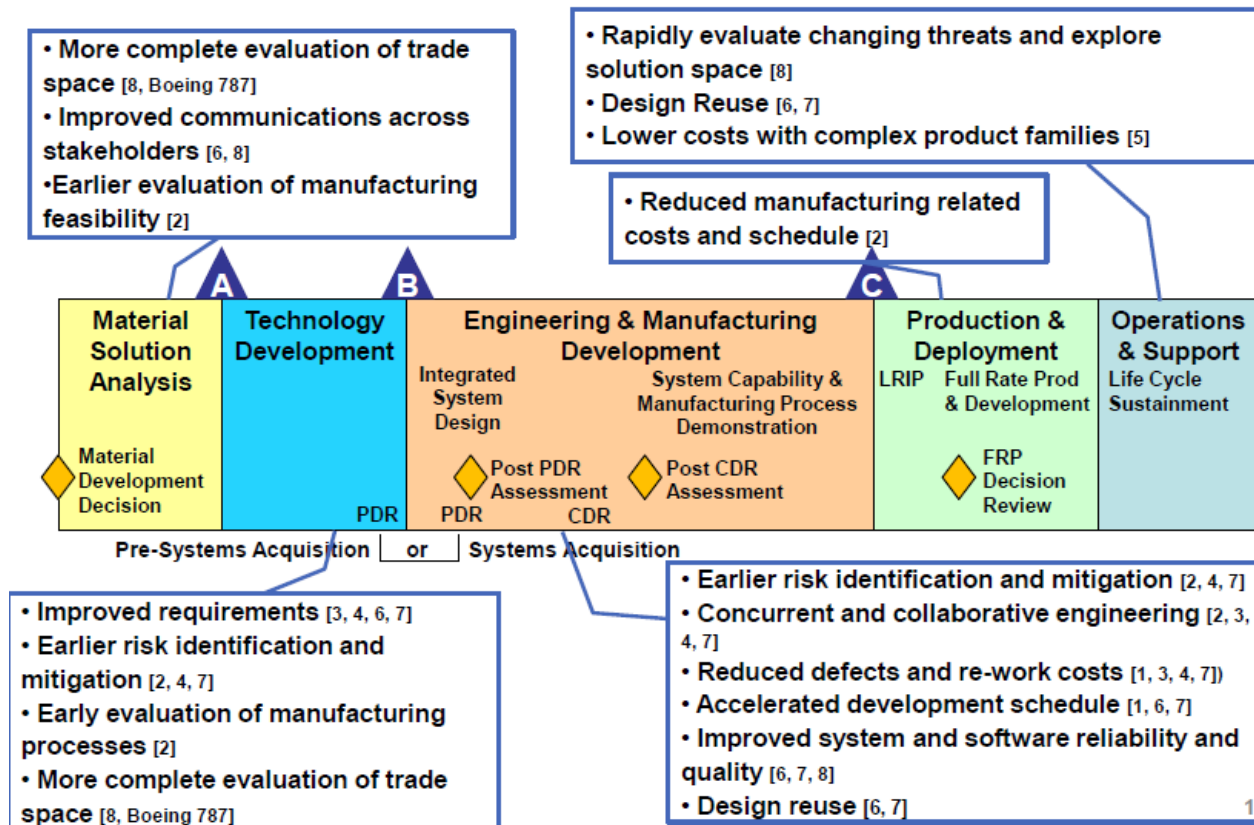 • More complete evaluation of trade
space [8, Boeing 787]
• Improved communications across
stakeholders [6, 8]
•Earlier evaluation of manufacturing
feasibility [2]
• Rapidly evaluate changing threats and explore
solution space [8]
• Design Reuse [6, 7]
• Lower costs with complex product families [5]
• Reduced manufacturing related
costs and schedule [2]
A
B
C
Material
Solution
Analysis
Material
Development
Decision
Technology
Development
PDR
Engineering & Manufacturing
Development
Integrated
System
Design
System Capability &
Manufacturing Process
Demonstration
Post PDR
Assessment
Post CDR
Assessment
PDR
CDR
Production &
Deployment
LRIP
Full Rate Prod
& Development
FRP
Decision
Review
Operations
& Support
Life Cycle
Sustainment
Pre-Systems Acquisition or Systems Acquisition
• Improved requirements [3, 4, 6, 7]
• Earlier risk identification and
mitigation [2, 4, 7]
• Early evaluation of manufacturing
processes [2]
• More complete evaluation of trade
space [8, Boeing 787]
• Earlier risk identification and mitigation [2, 4, 7]
• Concurrent and collaborative engineering [2, 3,
4, 7]
• Reduced defects and re-work costs [1, 3, 4, 7])
• Accelerated development schedule [1, 6, 7]
• Improved system and software reliability and
quality [6, 7, 8]
• Design reuse [6, 7]
1